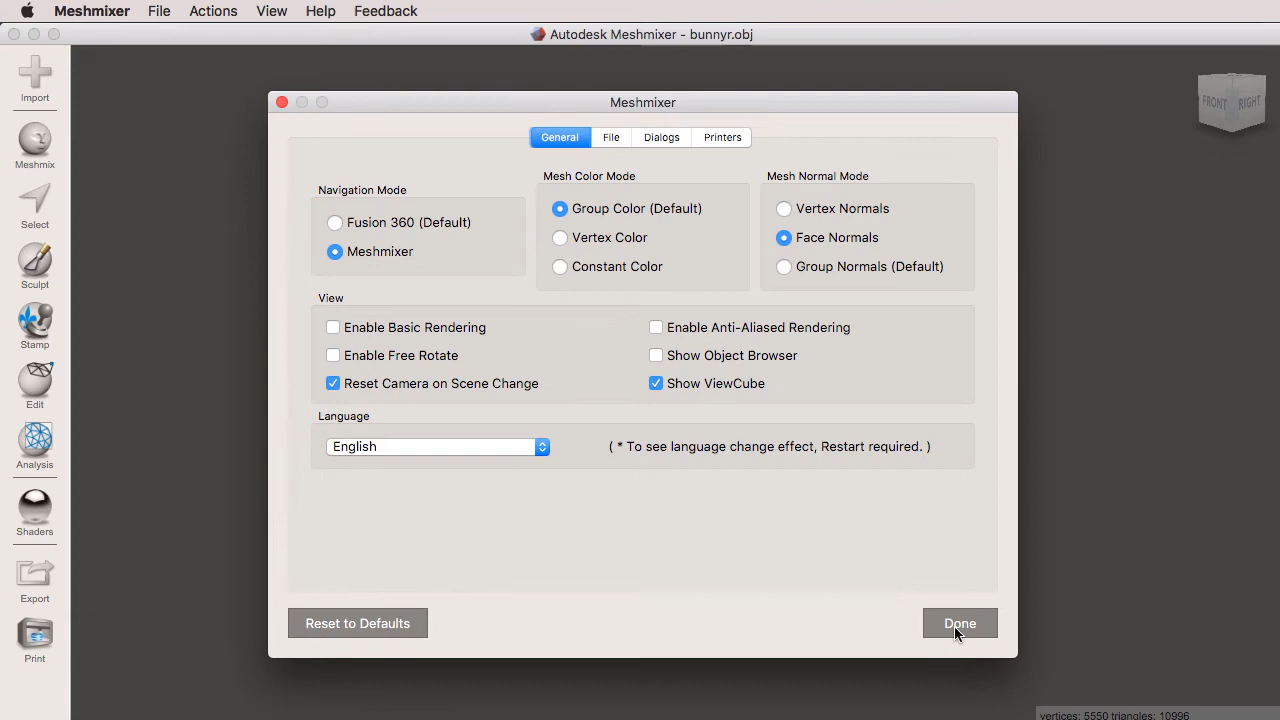 Meshmixer File Actions View Help Feedback
Autodesk Meshmixer - bunnyr.obj
Import
Meshmix
Select
Sculpt
Stamp
Edit
Analysis
Shaders
Export
Print
FRONT RIGHT
Meshmixer
General File Dialogs Printers
Navigation Mode
Fusion 360 (Default)
Meshmixer
Mesh Color Mode
Group Color (Default)
Vertex Color
Constant Color
Mesh Normal Mode
Vertex Normals
Face Normals
Group Normals (Default)
View
Enable Basic Rendering
Enable Free Rotate
Reset Camera on Scene Change
Enable Anti-Aliased Rendering
Show Object Browser
Show ViewCube
Language
English
( * To see language change effect, Restart required. )
Reset to Defaults
Done
vertices: 5550 triangles: 10996